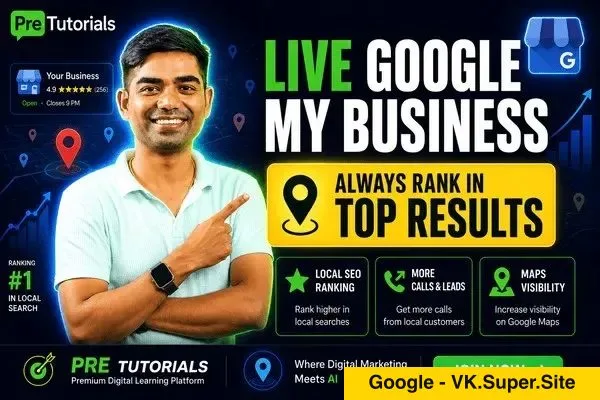 Pre Tutorials
Your Business
4.9 ★★★★★ (256)
Open · Closes 9 PM
G
LIVE GOOGLE
MY BUSINESS
ALWAYS RANK IN
TOP RESULTS
RANKING
#1
IN LOCAL
SEARCH
LOCAL SEO
RANKING
Rank higher in
local searches
MORE
CALLS & LEADS
Get more calls
from local customers
MAPS
VISIBILITY
Increase visibility
on Google Maps
PRE TUTORIALS
Premium Digital Learning Platform
Where Digital Marketing
Meets AI
Google - VK.Super.Site